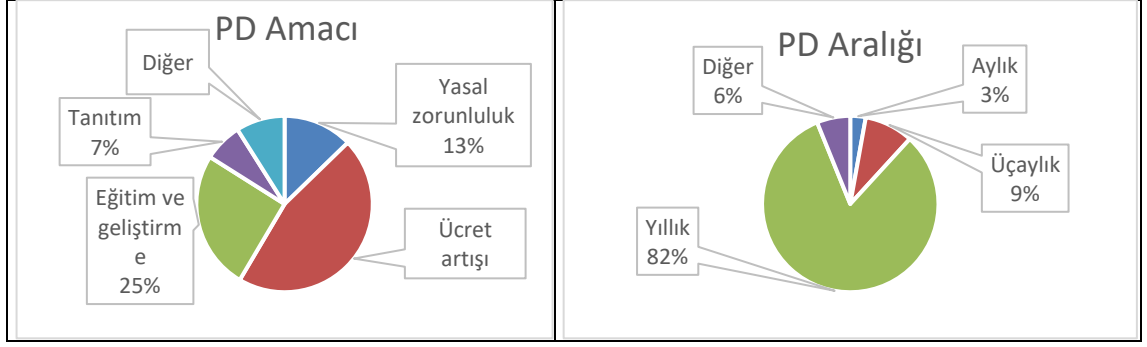 PD Amacı
Diğer
Yasal
zorunluluk
13%
Tanıtım
7%
Eğitim ve
geliştirm
e
25%
Ücret
artışı
PD Aralığı
Diğer
6%
Aylık
3%
Üçaylık
9%
Yıllık
82%